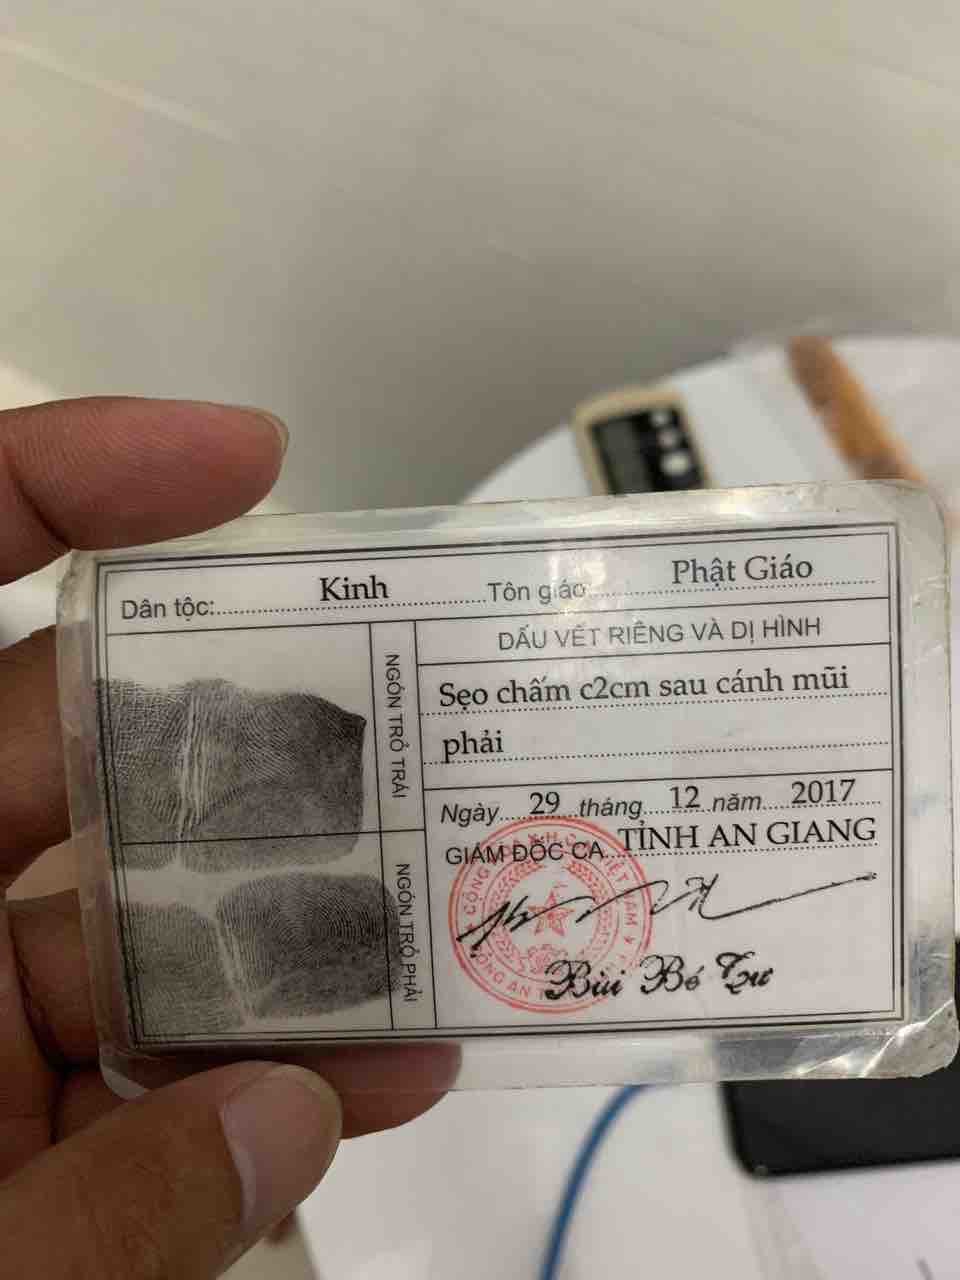 Dân tộc: Kinh Tôn giáo Phật Giáo
NGÓN TRỎ TRÁI
NGÓN TRỎ PHẢI
DẤU VẾT RIÊNG VÀ DỊ HÌNH
Sẹo chấm c2cm sau cánh mũi
phải
Ngày 29 tháng 12 năm 2017
GIÁM ĐỐC CA TỈNH AN GIANG
Bùi Bé Tư